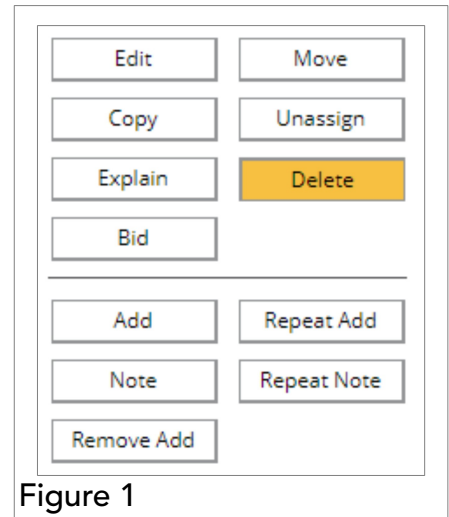 Edit Move
Copy Unassign
Explain Delete
Bid
Add Repeat Add
Note Repeat Note
Remove Add
Figure 1